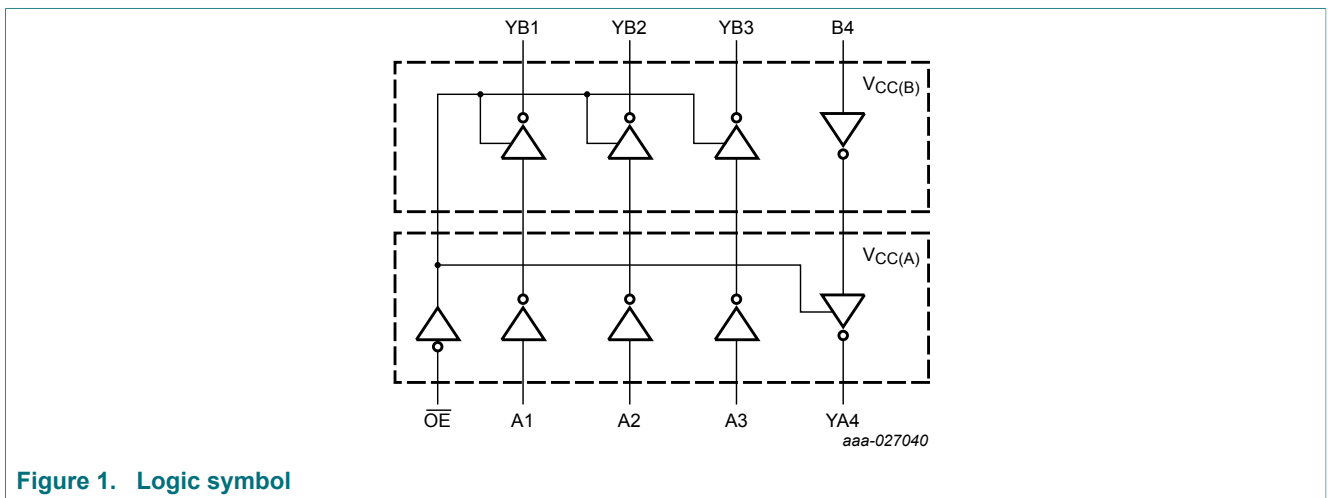 YB1 YB2 YB3 B4
VCC(B)
VCC(A)
OE A1 A2 A3 YA4
aaa-027040
Figure 1. Logic symbol